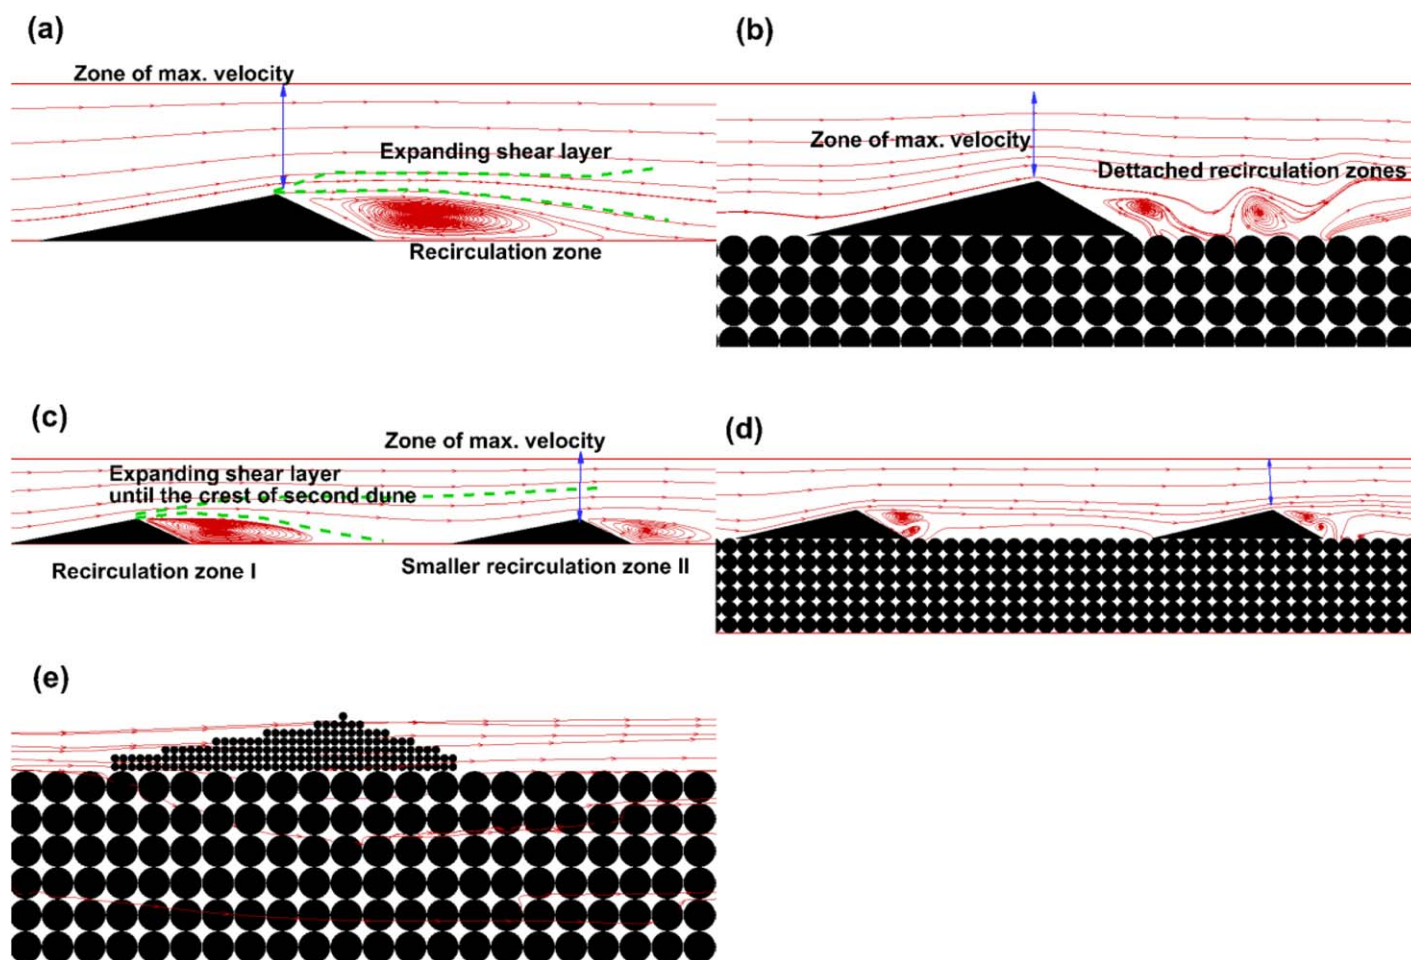 (a)
Zone of max. velocity
Expanding shear layer
Recirculation zone
(b)
Zone of max. velocity
Dettached recirculation zones
(c)
Zone of max. velocity
Expanding shear layer
until the crest of second dune
Recirculation zone I
Smaller recirculation zone II
(d)
(e)